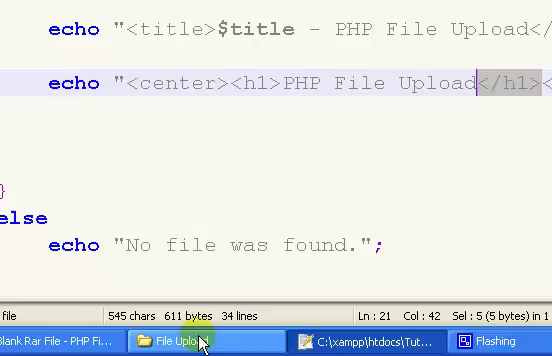 echo "<title>$title - PHP File Upload</
echo "<center><h1>PHP File Upload</h1><
}
else
echo "No file was found.";
file 545 chars 611 bytes 34 lines Ln : 21 Col : 42 Sel : 5 (5 bytes) in 1
Blank Rar File - PHP Fi... File Upload C:\xampp\htdocs\Tut... Flashing